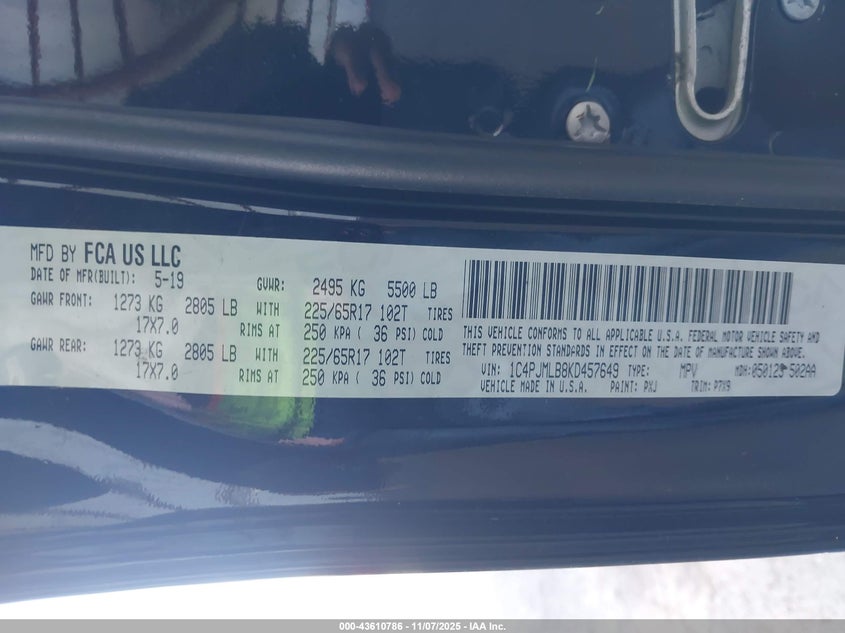 MFD BY FCA US LLC
DATE OF MFR(BUILT): 5-19 GVWR: 2495 KG 5500 LB
GAWR FRONT: 1273 KG 2805 LB WITH 225/65R17 102T TIRES
17X7.0 RIMS AT 250 KPA ( 36 PSI) COLD
GAWR REAR: 1273 KG 2805 LB WITH 225/65R17 102T TIRES
17X7.0 RIMS AT 250 KPA ( 36 PSI) COLD
THIS VEHICLE CONFORMS TO ALL APPLICABLE U.S.A. FEDERAL MOTOR VEHICLE SAFETY AND
THEFT PREVENTION STANDARDS IN EFFECT ON THE DATE OF MANUFACTURE SHOWN ABOVE.
VIN: 1C4PJMLB8KD457649 TYPE: MPV MDH: 502AA
VEHICLE MADE IN U.S.A. PAINT: PXJ TRIM: P7X9
000-43610786 - 11/07/2025 - IAA Inc.